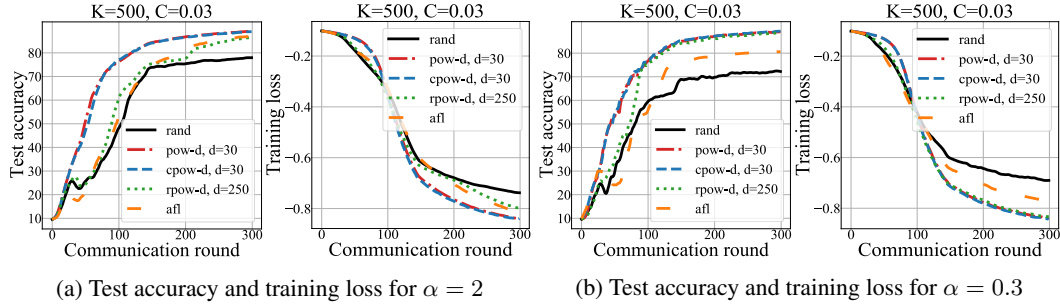 K=500, C=0.03
Test accuracy
80
70
60
50
40
30
20
10
0
100
200
300
Communication round
rand
pow-d, d=30
cpow-d, d=30
rpow-d, d=250
afl
K=500, C=0.03
Training loss
−0.2
−0.4
−0.6
−0.8
0
100
200
300
Communication round
rand
pow-d, d=30
cpow-d, d=30
rpow-d, d=250
afl
(a) Test accuracy and training loss for α = 2
K=500, C=0.03
Test accuracy
80
70
60
50
40
30
20
10
0
100
200
300
Communication round
rand
pow-d, d=30
cpow-d, d=30
rpow-d, d=250
afl
K=500, C=0.03
Training loss
−0.2
−0.4
−0.6
−0.8
0
100
200
300
Communication round
rand
pow-d, d=30
cpow-d, d=30
rpow-d, d=250
afl
(b) Test accuracy and training loss for α = 0.3